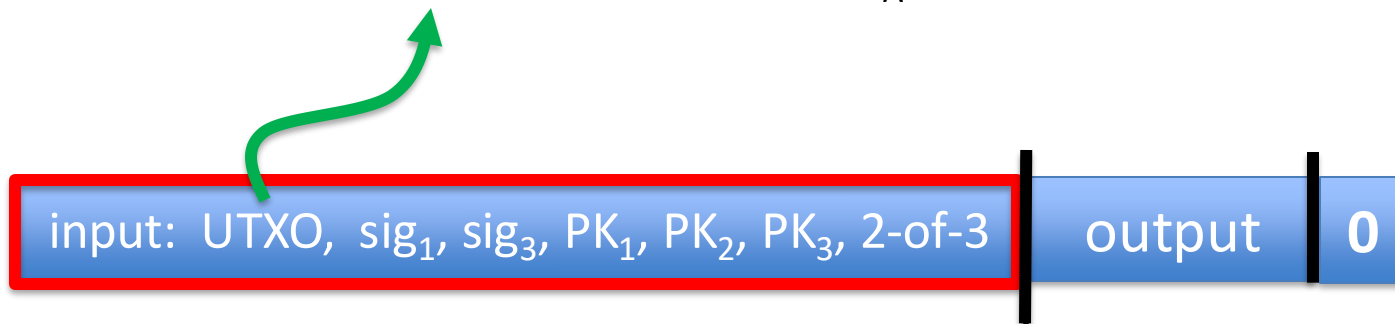 input: UTXO, sig₁, sig₃, PK₁, PK₂, PK₃, 2-of-3 output 0